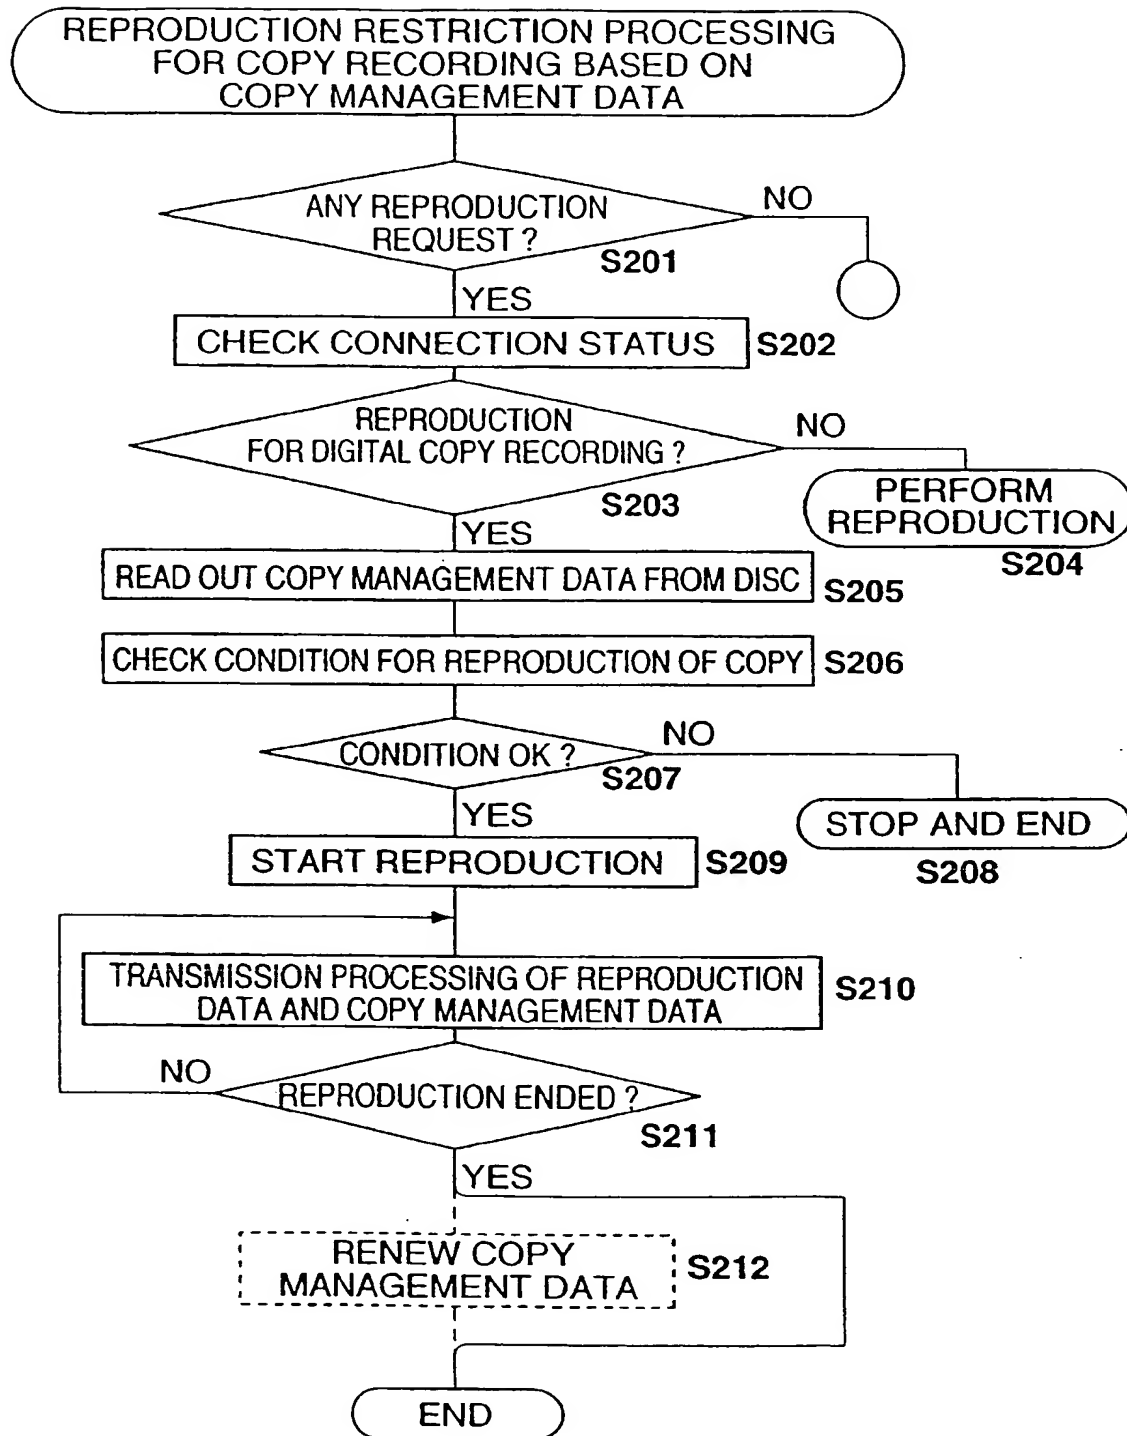 REPRODUCTION RESTRICTION PROCESSING
FOR COPY RECORDING BASED ON
COPY MANAGEMENT DATA
ANY REPRODUCTION
REQUEST ?
S201
NO
YES
CHECK CONNECTION STATUS
S202
REPRODUCTION
FOR DIGITAL COPY RECORDING ?
S203
NO
PERFORM
REPRODUCTION
S204
YES
READ OUT COPY MANAGEMENT DATA FROM DISC
S205
CHECK CONDITION FOR REPRODUCTION OF COPY
S206
CONDITION OK ?
S207
NO
STOP AND END
S208
YES
START REPRODUCTION
S209
TRANSMISSION PROCESSING OF REPRODUCTION
DATA AND COPY MANAGEMENT DATA
S210
NO
REPRODUCTION ENDED ?
S211
YES
RENEW COPY
MANAGEMENT DATA
S212
END